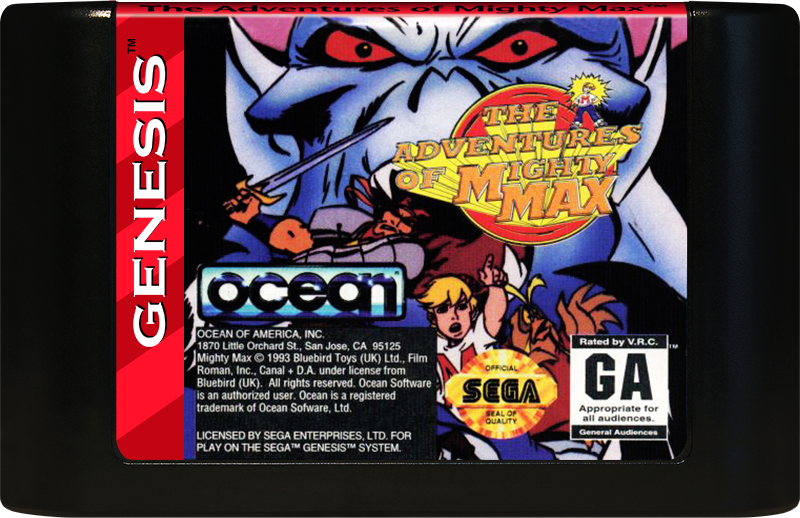 The Adventures of Mighty Max™
GENESIS™
THE
ADVENTURES
OF MIGHTY
MAX
M
ocean
OCEAN OF AMERICA, INC.
1870 Little Orchard St., San Jose, CA 95125
Mighty Max © 1993 Bluebird Toys (UK) Ltd., Film
Roman, Inc., Canal + D.A. under license from
Bluebird (UK). All rights reserved. Ocean Software
is an authorized user. Ocean is a registered
trademark of Ocean Sofware, Ltd.
LICENSED BY SEGA ENTERPRISES, LTD. FOR
PLAY ON THE SEGA™ GENESIS™ SYSTEM.
OFFICIAL
SEGA
SEAL OF
QUALITY
Rated by V.R.C.
™
GA
Appropriate for
all audiences.
General Audiences